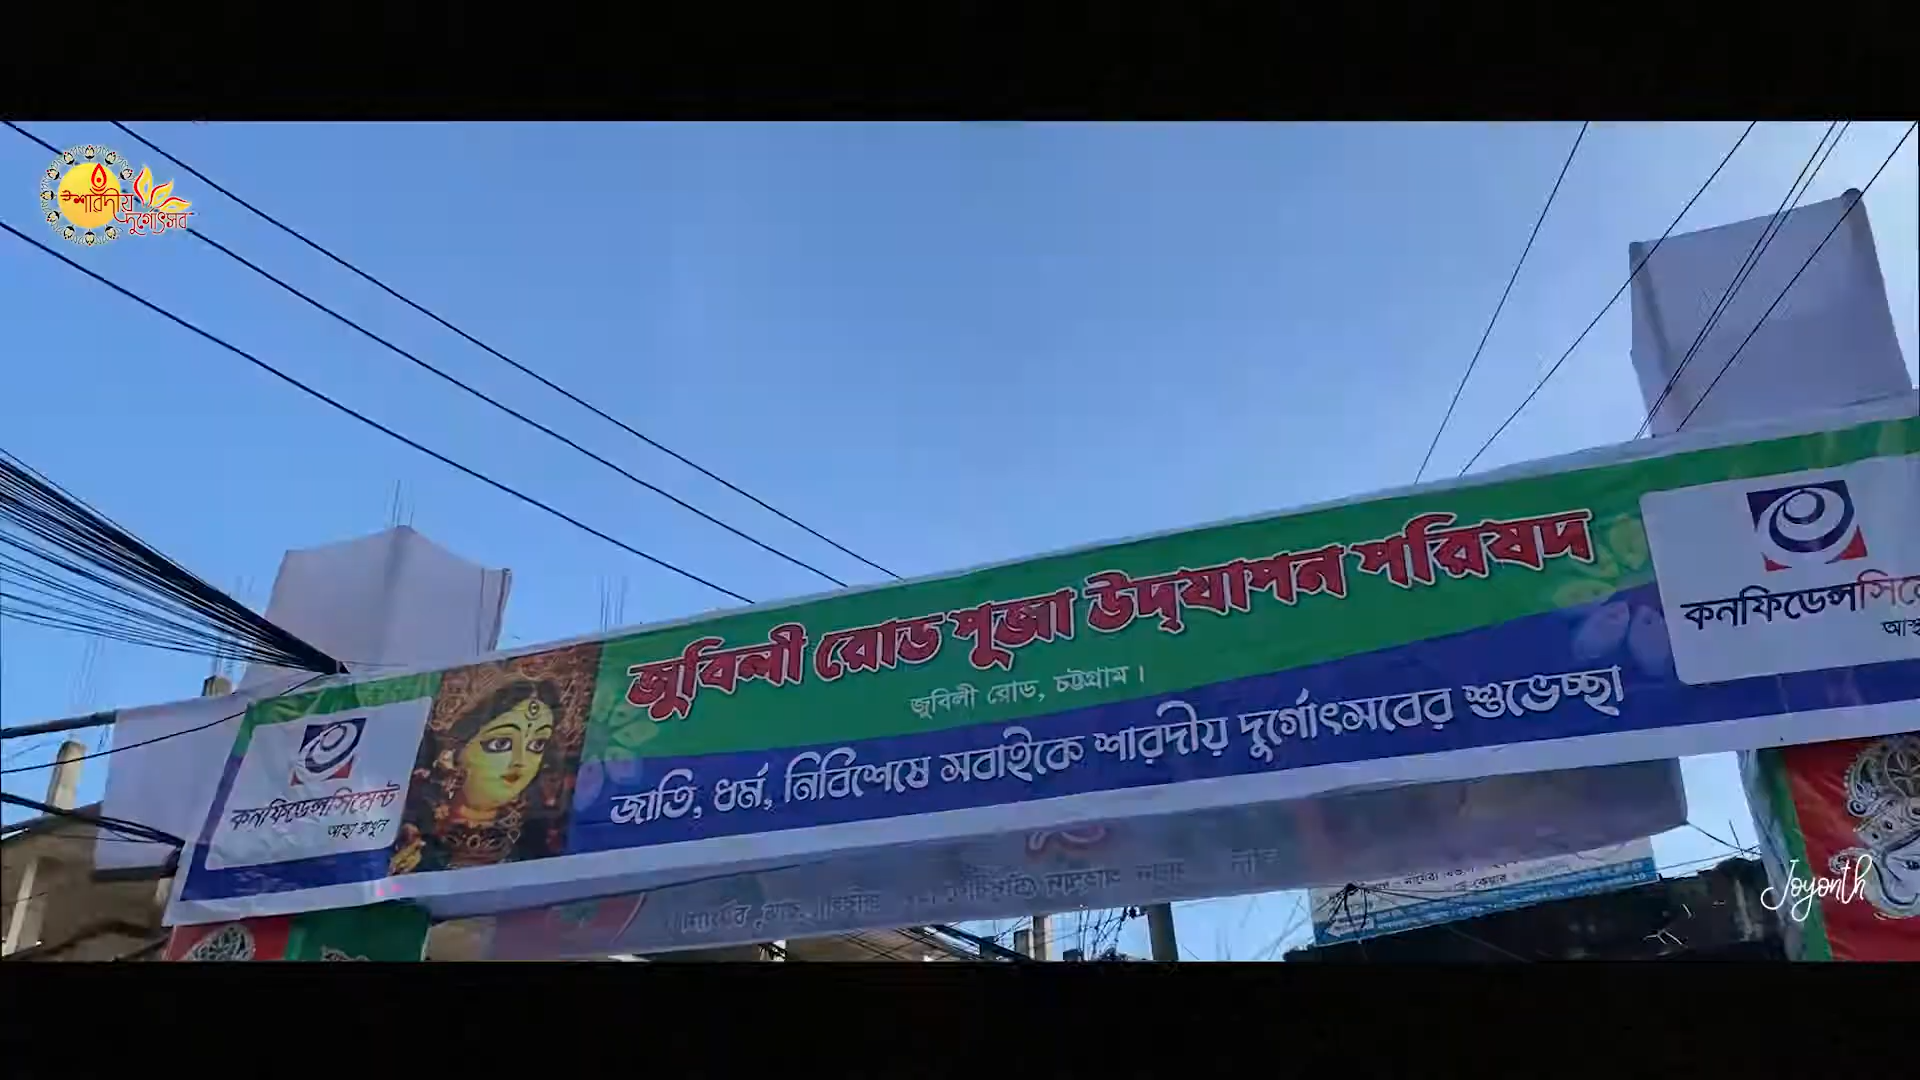 শারদীয়
দুর্গোৎসব
জুবিলী রোড পূজা উদ্‌যাপন পরিষদ
জুবিলী রোড, চট্টগ্রাম।
জাতি, ধর্ম, নির্বিশেষে সবাইকে শারদীয় দুর্গোৎসবের শুভেচ্ছা
কনফিডেন্সসিমেন্ট
আস্থা রাখুন
কনফিডেন্সসিমে
আস্থ
Joyonth